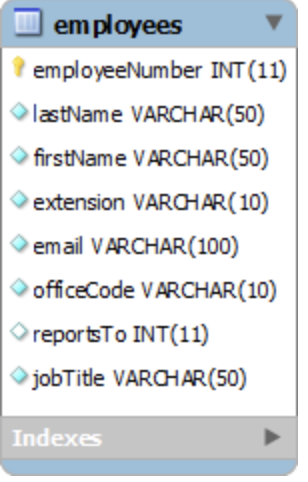 employees
employeeNumber INT(11)
lastName VARCHAR(50)
firstName VARCHAR(50)
extension VARCHAR(10)
email VARCHAR(100)
officeCode VARCHAR(10)
reportsTo INT(11)
jobTitle VARCHAR(50)
Indexes